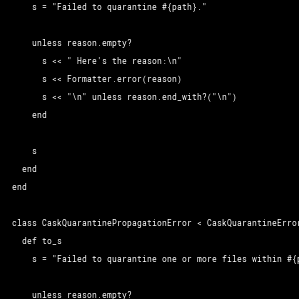 s = "Failed to quarantine #{path}."
unless reason.empty?
s << " Here's the reason:\n"
s << Formatter.error(reason)
s << "\n" unless reason.end_with?("\n")
end
s
end
end
class CaskQuarantinePropagationError < CaskQuarantineError
def to_s
s = "Failed to quarantine one or more files within #{p
unless reason.empty?